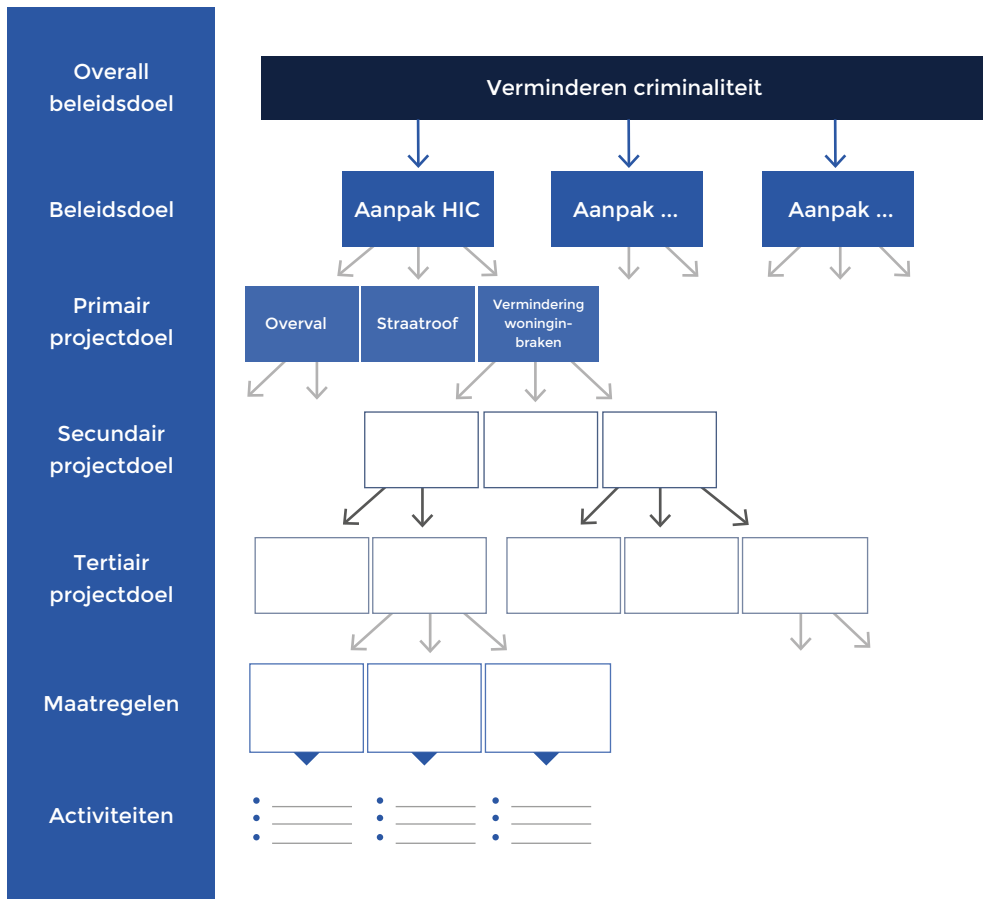 Overall
beleidsdoel
Verminderen criminaliteit
Beleidsdoel
Aanpak HIC
Aanpak ...
Aanpak ...
Primair
projectdoel
Overval
Straatroof
Vermindering
woningin-
braken
Secundair
projectdoel
Tertiair
projectdoel
Maatregelen
Activiteiten